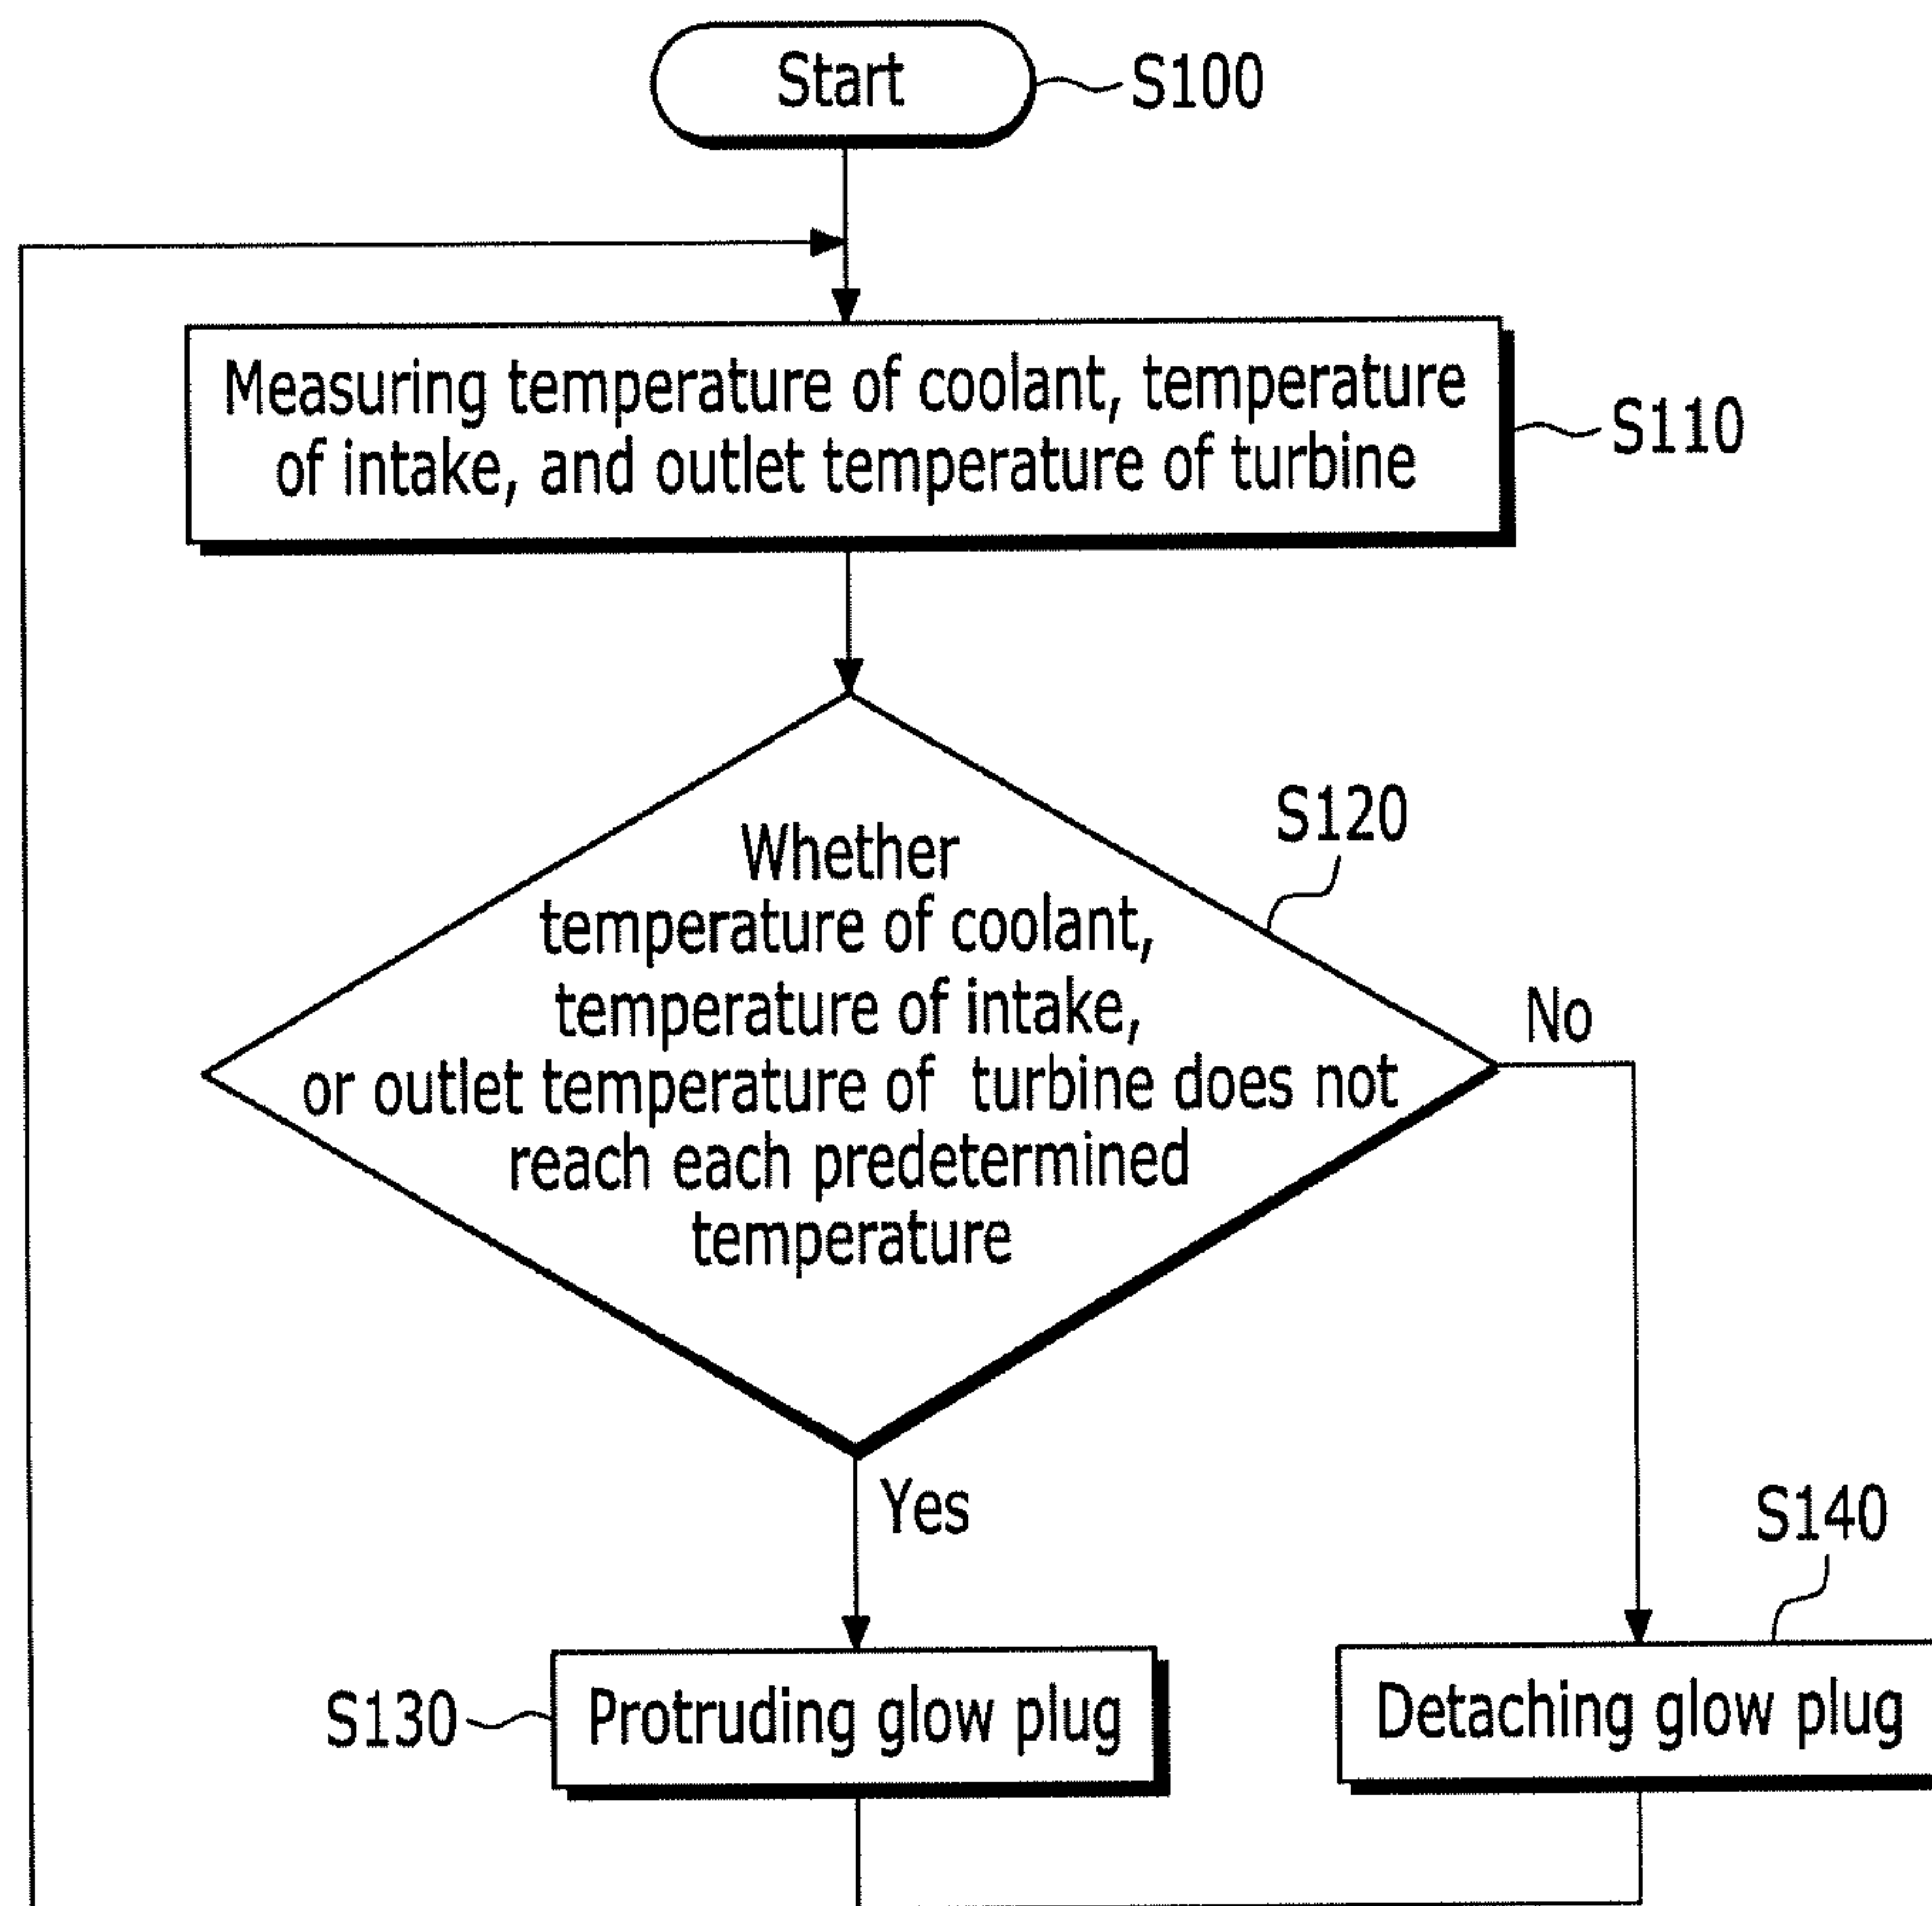 Start
S100
Measuring temperature of coolant, temperature
of intake, and outlet temperature of turbine
S110
S120
Whether
temperature of coolant,
temperature of intake,
or outlet temperature of turbine does not
reach each predetermined
temperature
No
Yes
S140
S130
Protruding glow plug
Detaching glow plug